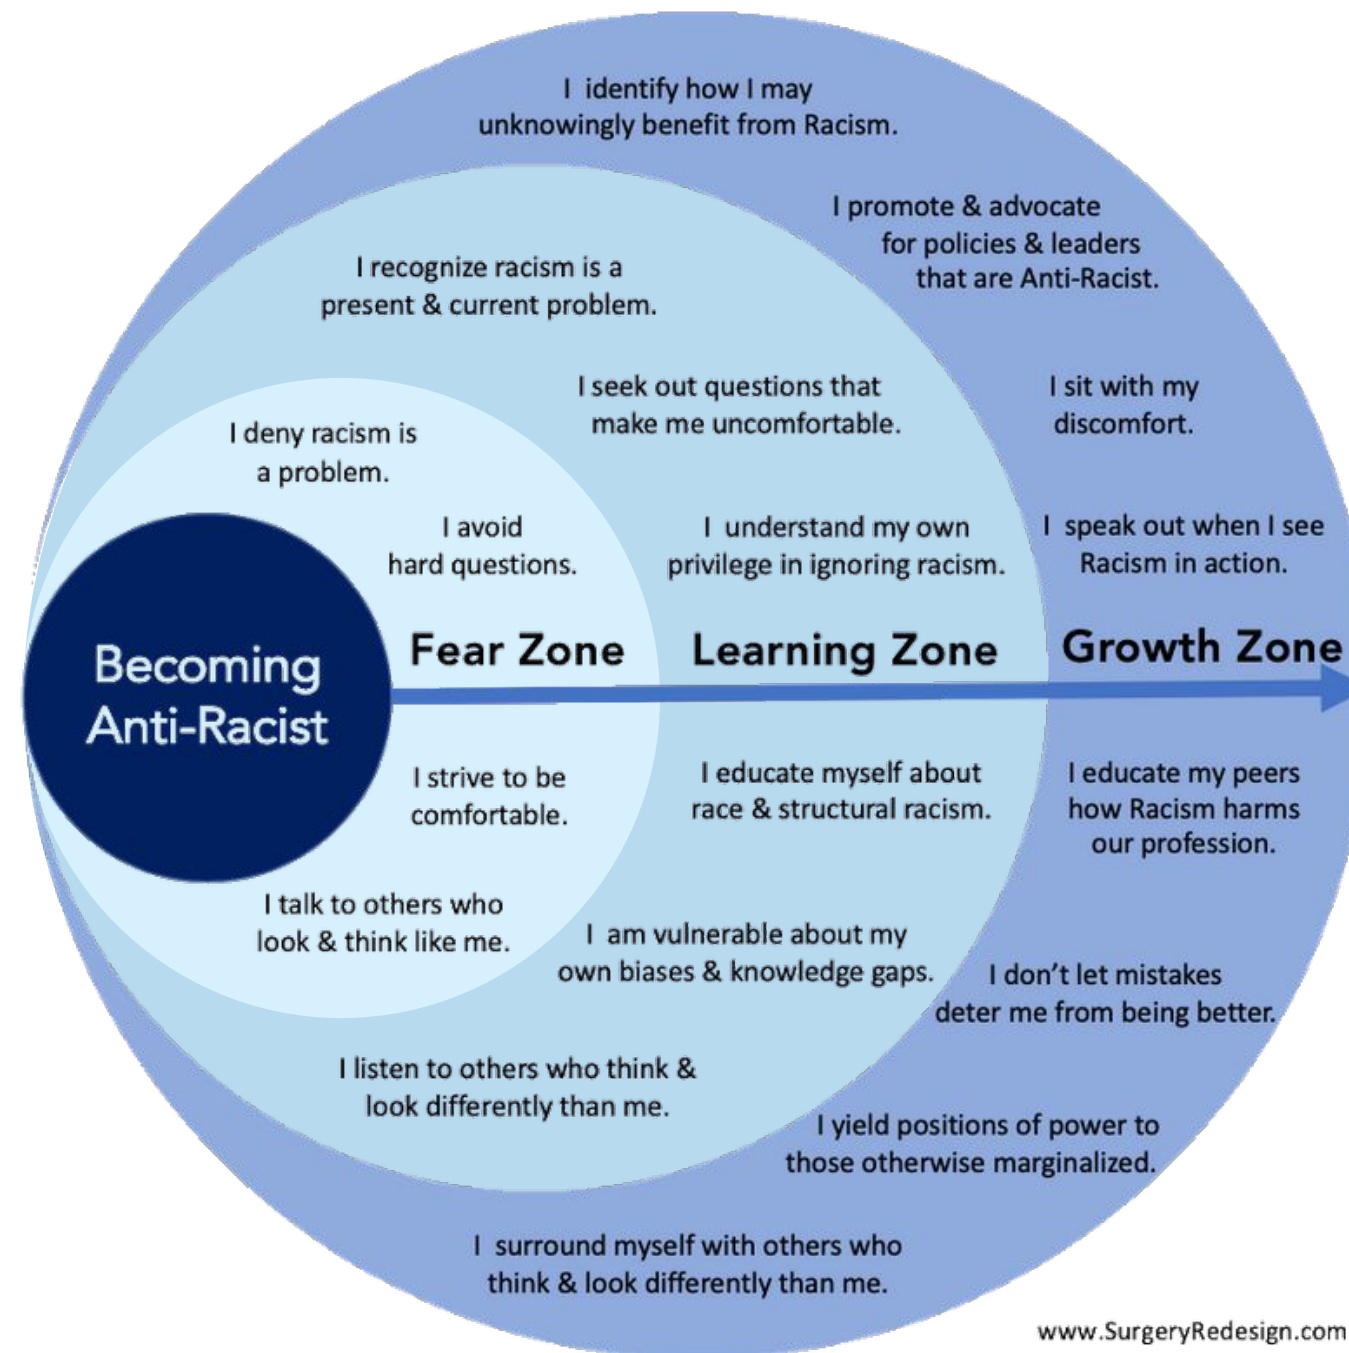 I identify how I may
unknowingly benefit from Racism.
I promote & advocate
for policies & leaders
that are Anti-Racist.
I recognize racism is a
present & current problem.
I seek out questions that
make me uncomfortable.
I sit with my
discomfort.
I deny racism is
a problem.
I avoid
hard questions.
I understand my own
privilege in ignoring racism.
I speak out when I see
Racism in action.
Becoming
Anti-Racist
Fear Zone
Learning Zone
Growth Zone
I strive to be
comfortable.
I educate myself about
race & structural racism.
I educate my peers
how Racism harms
our profession.
I talk to others who
look & think like me.
I am vulnerable about my
own biases & knowledge gaps.
I don't let mistakes
deter me from being better.
I listen to others who think &
look differently than me.
I yield positions of power to
those otherwise marginalized.
I surround myself with others who
think & look differently than me.
www.SurgeryRedesign.com